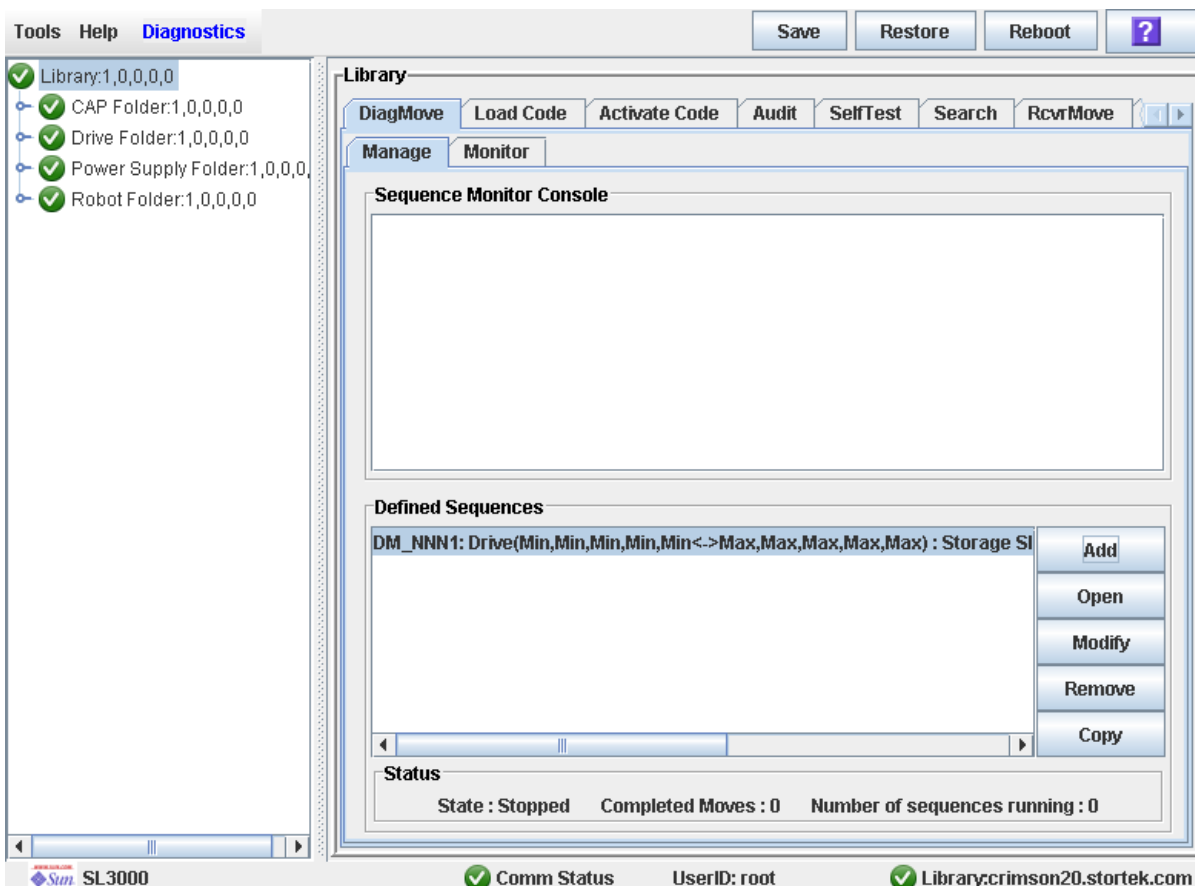 Tools Help Diagnostics
Save Restore Reboot ?
Library:1,0,0,0,0
CAP Folder:1,0,0,0,0
Drive Folder:1,0,0,0,0
Power Supply Folder:1,0,0,0,
Robot Folder:1,0,0,0,0
Library
DiagMove Load Code Activate Code Audit SelfTest Search RcvrMove
Manage Monitor
Sequence Monitor Console
Defined Sequences
DM_NNN1: Drive(Min,Min,Min,Min,Min<->Max,Max,Max,Max,Max) : Storage Sl
Add
Open
Modify
Remove
Copy
Status
State : Stopped Completed Moves : 0 Number of sequences running : 0
Sun SL3000 Comm Status UserID: root Library:crimson20.stortek.com